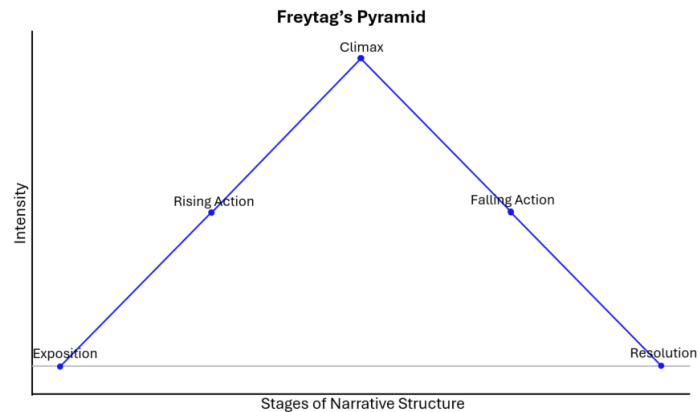 Freytag’s Pyramid
Climax
Rising Action
Falling Action
Intensity
Exposition
Resolution
Stages of Narrative Structure